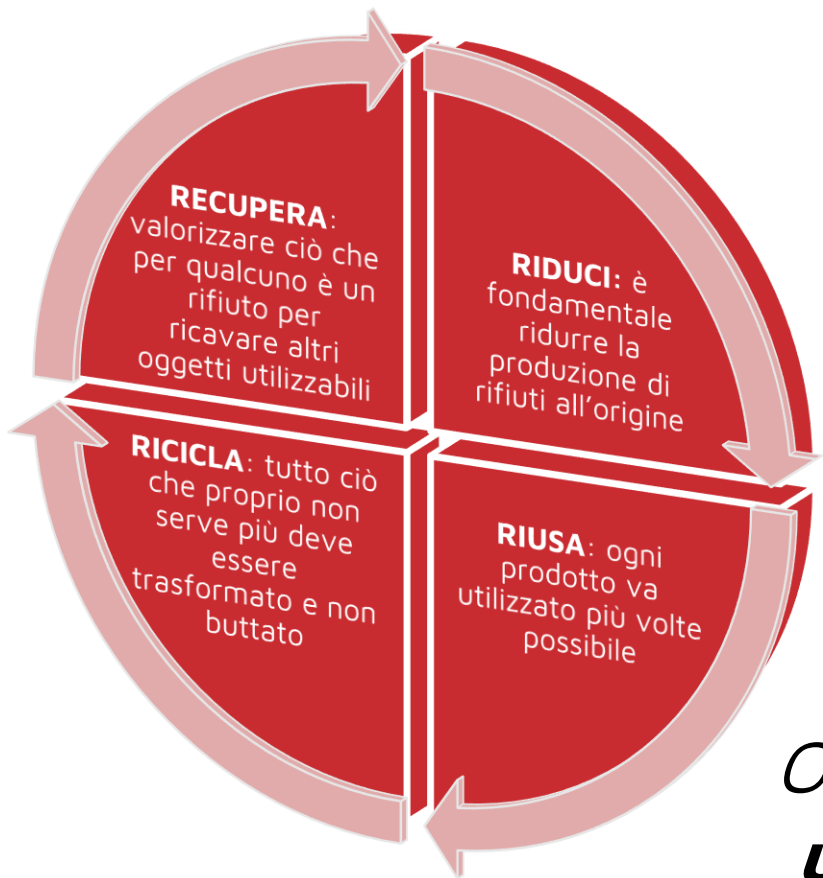 RECUPERA:
valorizzare ciò che
per qualcuno è un
rifiuto per
ricavare altri
oggetti utilizzabili
RIDUCI: è
fondamentale
ridurre la
produzione di
rifiuti all'origine
RICICLA: tutto ciò
che proprio non
serve più deve
essere
trasformato e non
buttato
RIUSA: ogni
prodotto va
utilizzato più volte
possibile